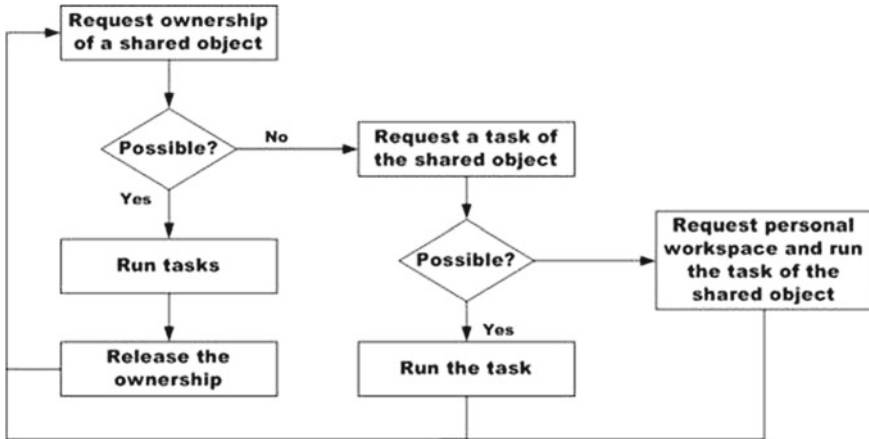 Request ownership
of a shared object
Possible?
No
Yes
Run tasks
Release the
ownership
Request a task of
the shared object
Possible?
Yes
Run the task
Request personal
workspace and run
the task of the
shared object